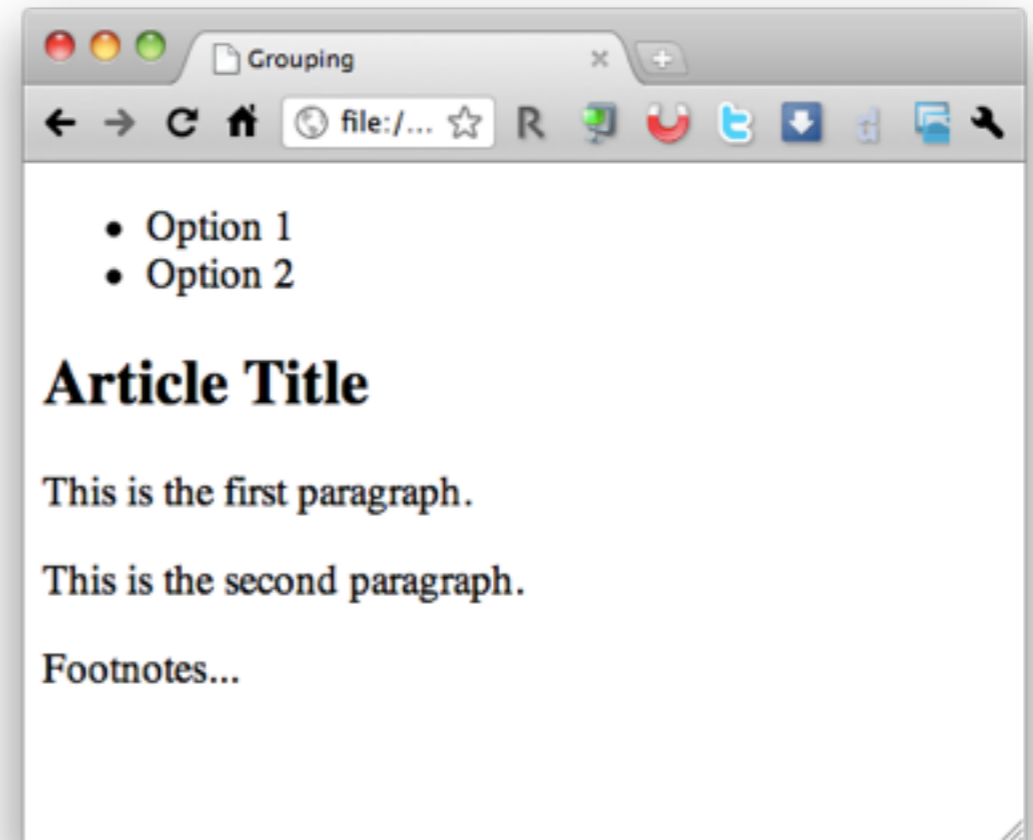 Grouping
file:/...
R
• Option 1
• Option 2
Article Title
This is the first paragraph.
This is the second paragraph.
Footnotes...